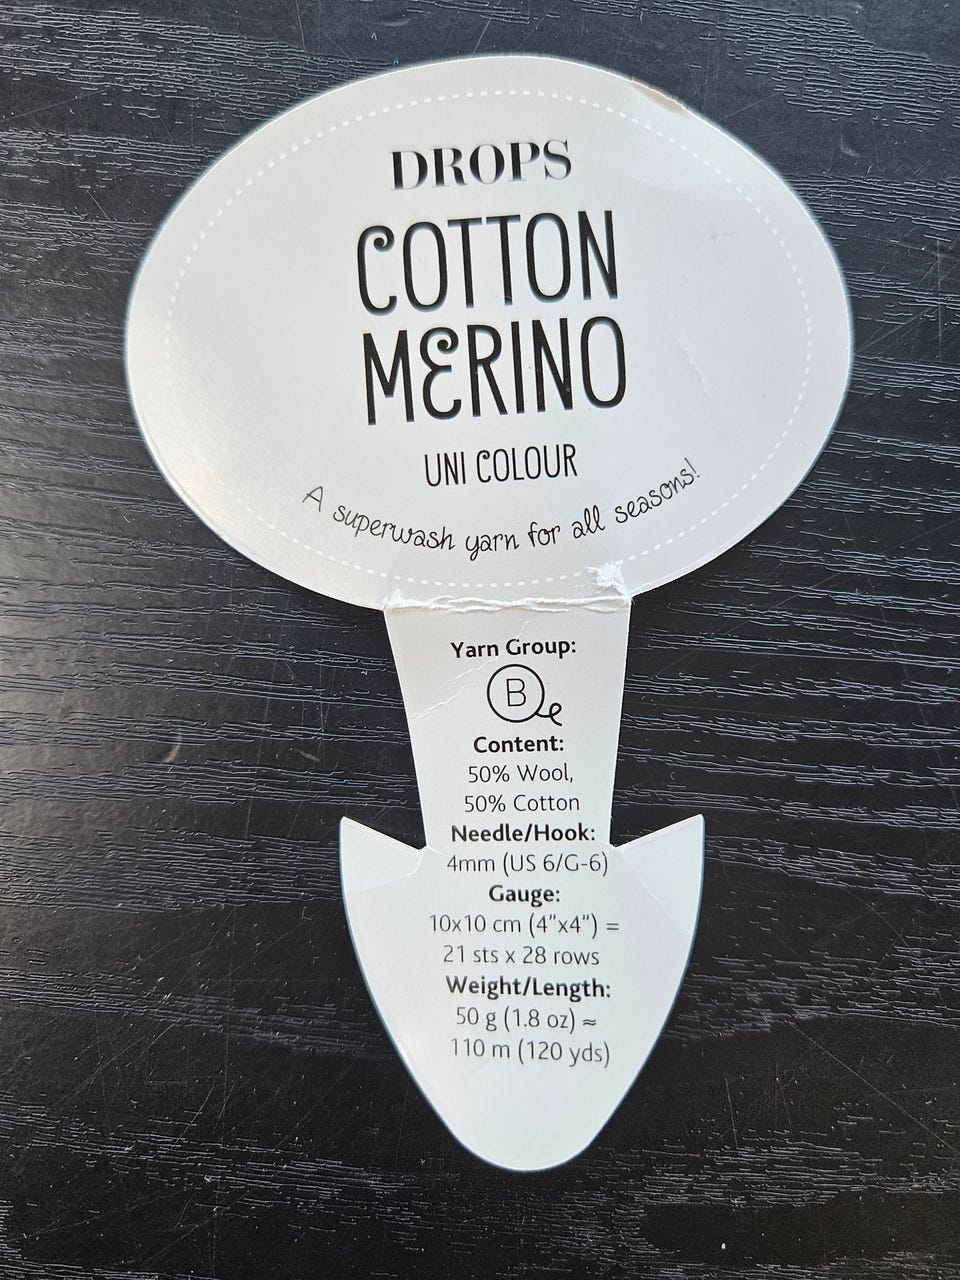 DROPS
COTTON
MERINO
UNI COLOUR
A superwash yarn for all seasons!
Yarn Group:
B
Content:
50% Wool,
50% Cotton
Needle/Hook:
4mm (US 6/G-6)
Gauge:
10x10 cm (4"x4") =
21 sts x 28 rows
Weight/Length:
50 g (1.8 oz) ≈
110 m (120 yds)